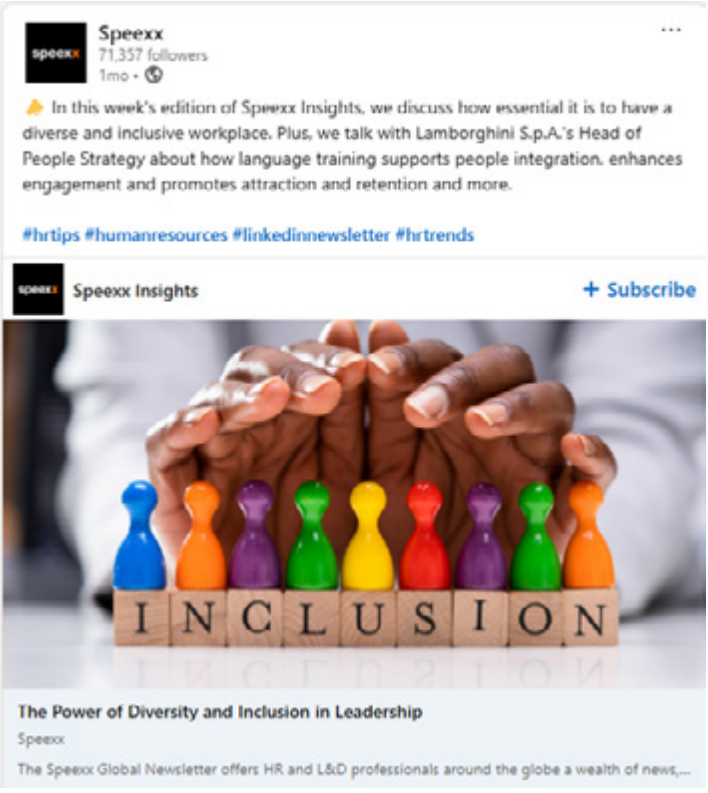 speexx
Speexx
71,357 followers
1mo •
In this week's edition of Speexx Insights, we discuss how essential it is to have a
diverse and inclusive workplace. Plus, we talk with Lamborghini S.p.A.'s Head of
People Strategy about how language training supports people integration, enhances
engagement and promotes attraction and retention and more.
#hrtips #humanresources #linkedinnewsletter #hrtrends
speexx
Speexx Insights
+ Subscribe
INCLUSION
The Power of Diversity and Inclusion in Leadership
Speexx
The Speexx Global Newsletter offers HR and L&D professionals around the globe a wealth of news,...